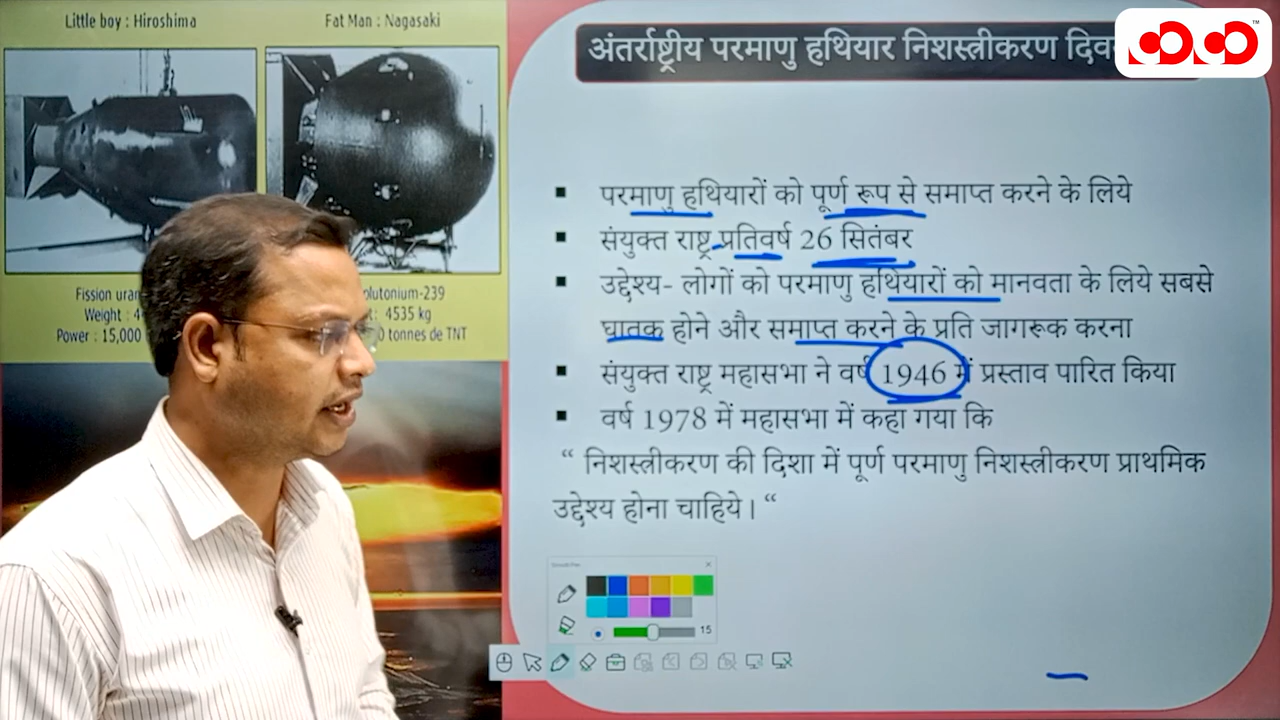 Little boy : Hiroshima
Fat Man : Nagasaki
Fission
Weight :
Power : 15,000
plutonium-239
4535 kg
tonnes de TNT
अंतर्राष्ट्रीय परमाणु हथियार निशस्त्रीकरण
परमाणु हथियारों को पूर्ण रूप से समाप्त करने के लिये
संयुक्त राष्ट्र प्रतिवर्ष 26 सितंबर
उद्देश्य- लोगों को परमाणु हथियारों को मानवता के लिये सबसे
घातक होने और समाप्त करने के प्रति जागरूक करना
संयुक्त राष्ट्र महासभा ने वर्ष 1946 में प्रस्ताव पारित किया
वर्ष 1978 में महासभा में कहा गया कि
“ निशस्त्रीकरण की दिशा में पूर्ण परमाणु निशस्त्रीकरण प्राथमिक
उद्देश्य होना चाहिये। “
15